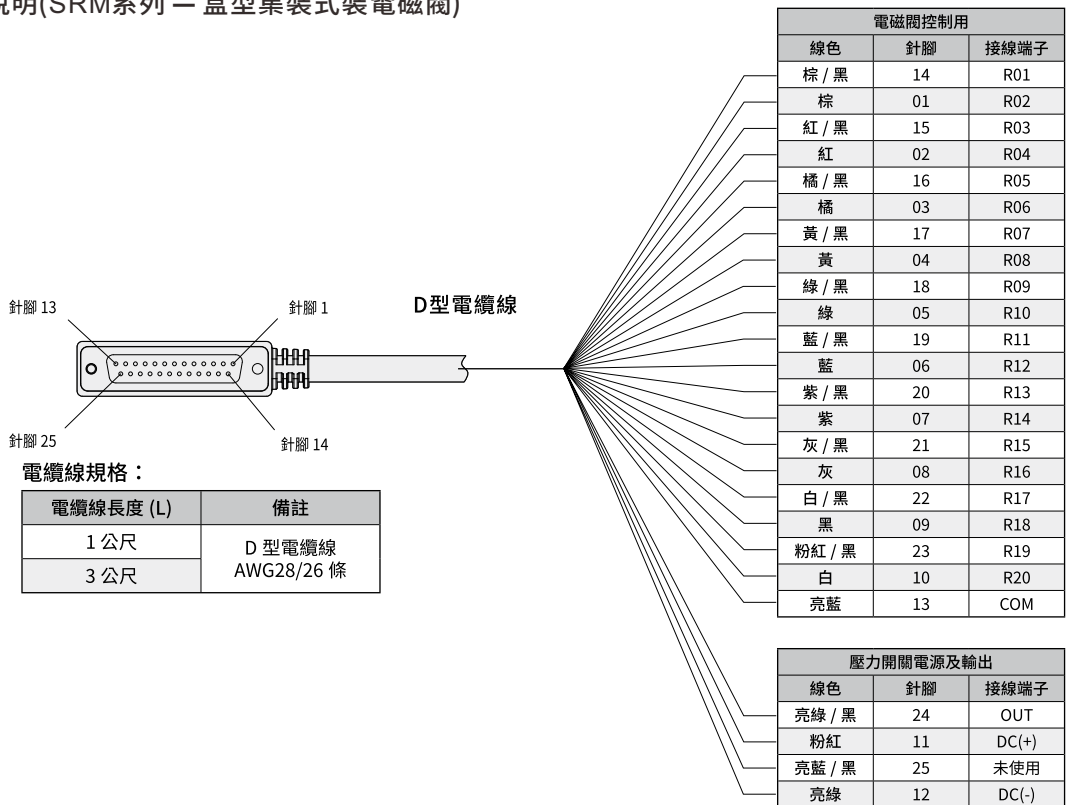 說明(SRM系列 — 盒型集裝式裝電磁閥)
電磁閥控制用
線色 針腳 接線端子
棕 / 黑 14 R01
棕 01 R02
紅 / 黑 15 R03
紅 02 R04
橘 / 黑 16 R05
橘 03 R06
黃 / 黑 17 R07
黃 04 R08
綠 / 黑 18 R09
綠 05 R10
藍 / 黑 19 R11
藍 06 R12
紫 / 黑 20 R13
紫 07 R14
灰 / 黑 21 R15
灰 08 R16
白 / 黑 22 R17
黑 09 R18
粉紅 / 黑 23 R19
白 10 R20
亮藍 13 COM
針腳 13
針腳 1
D型電纜線
針腳 25
針腳 14
電纜線規格：
電纜線長度 (L) 備註
1 公尺
3 公尺
D 型電纜線
AWG28/26 條
壓力開關電源及輸出
線色 針腳 接線端子
亮綠 / 黑 24 OUT
粉紅 11 DC(+)
亮藍 / 黑 25 未使用
亮綠 12 DC(-)